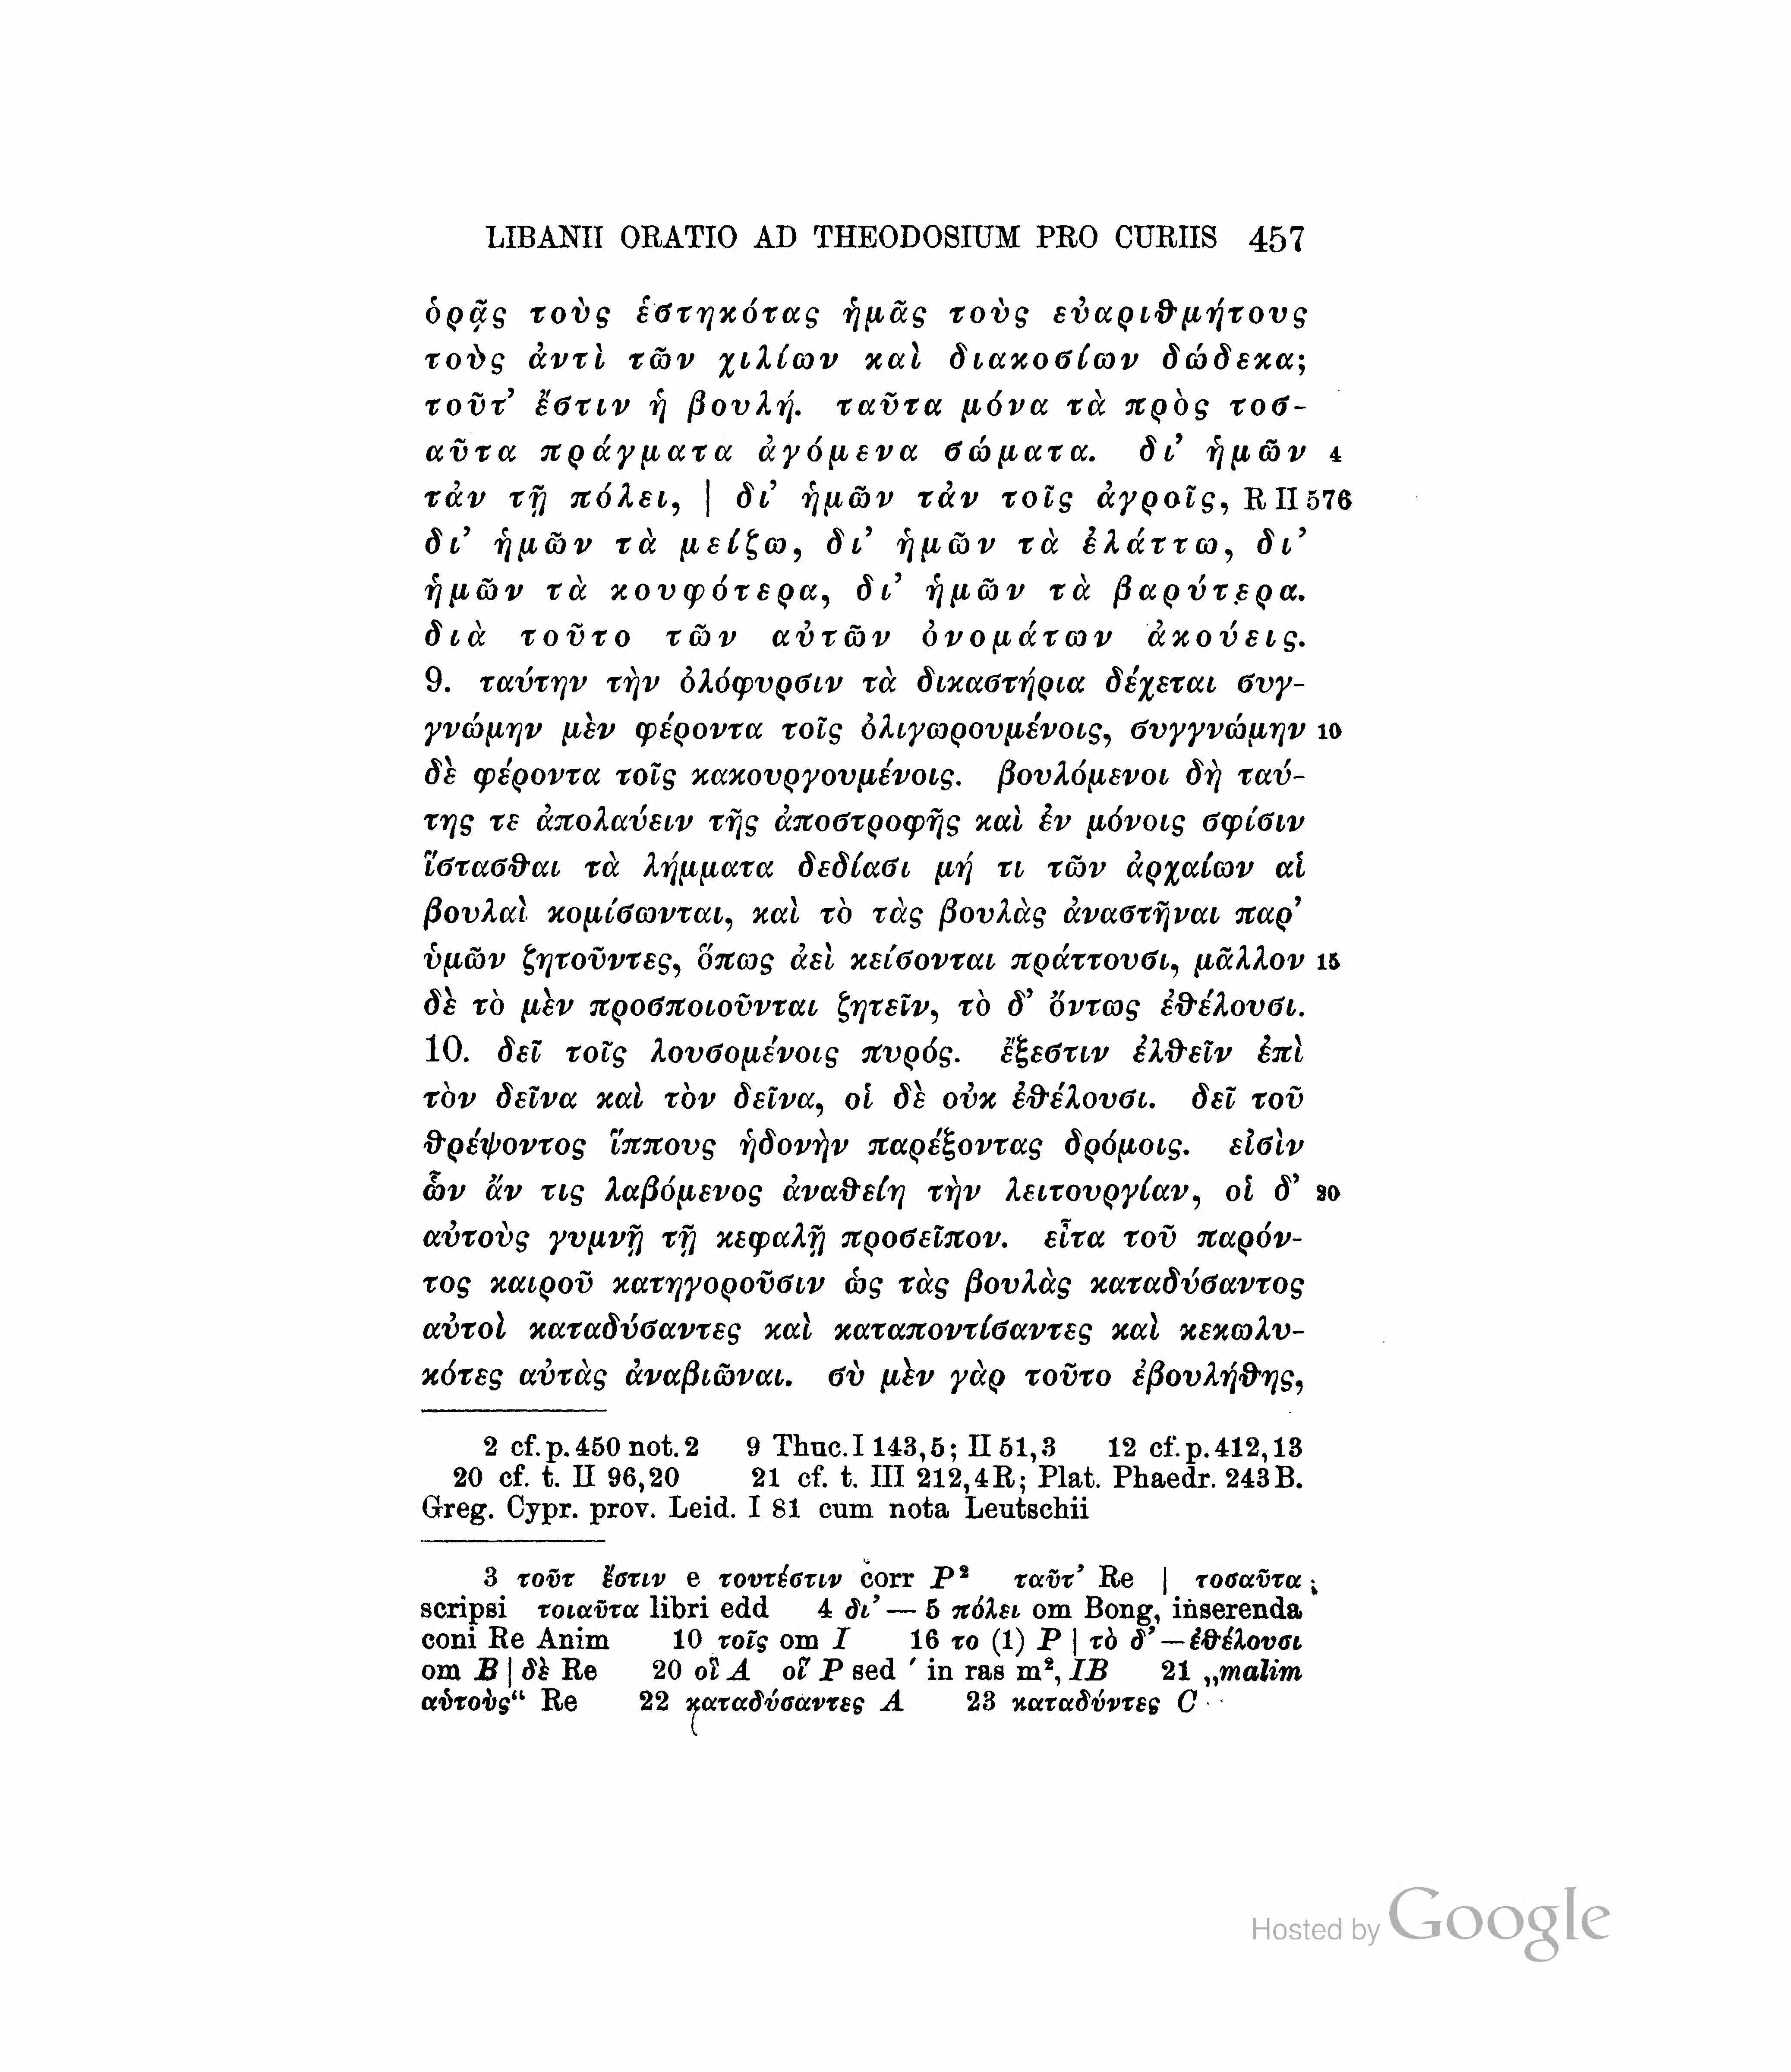 LIBANII ORATIO AD THEODOSIUM PRO CURIIS 457
ὁρᾷς τοὺς ἑστηκότας ἡμᾶς τοὺς εὐαριθμήτους
τοὺς ἀντὶ τῶν χιλίων καὶ διακοσίων δώδεκα;
τοῦτ’ ἔστιν ἡ βουλή. ταῦτα μόνα τὰ πρὸς τοσ-
αῦτα πράγματα ἀγόμενα σώματα. δι’ ἡμῶν 4
τἀν τῇ πόλει, | δι’ ἡμῶν τἀν τοῖς ἀγροῖς, R II 576
δι’ ἡμῶν τὰ μείζω, δι’ ἡμῶν τὰ ἐλάττω, δι’
ἡμῶν τὰ κουφότερα, δι’ ἡμῶν τὰ βαρύτερα.
διὰ τοῦτο τῶν αὐτῶν ὀνομάτων ἀκούεις.
9. ταύτην τὴν ὀλόφυρσιν τὰ δικαστήρια δέχεται συγ-
γνώμην μὲν φέροντα τοῖς ὀλιγωρουμένοις, συγγνώμην 10
δὲ φέροντα τοῖς κακουργουμένοις. βουλόμενοι δὴ ταύ-
της τε ἀπολαύειν τῆς ἀποστροφῆς καὶ ἐν μόνοις σφίσιν
ἵστασθαι τὰ λήμματα δεδίασι μή τι τῶν ἀρχαίων αἱ
βουλαὶ κομίσωνται, καὶ τὸ τὰς βουλὰς ἀναστῆναι παρ’
ὑμῶν ζητοῦντες, ὅπως ἀεὶ κείσονται πράττουσι, μᾶλλον 15
δὲ τὸ μὲν προσποιοῦνται ζητεῖν, τὸ δ’ ὄντως ἐθέλουσι.
10. δεῖ τοῖς λουσομένοις πυρός. ἔξεστιν ἐλθεῖν ἐπὶ
τὸν δεῖνα καὶ τὸν δεῖνα, οἱ δὲ οὐκ ἐθέλουσι. δεῖ τοῦ
θρέψοντος ἵππους ἡδονὴν παρέξοντας δρόμοις. εἰσὶν
ὧν ἄν τις λαβόμενος ἀναθείη τὴν λειτουργίαν, οἱ δ’ 20
αὐτοὺς γυμνῇ τῇ κεφαλῇ προσεῖπον. εἶτα τοῦ παρόν-
τος καιροῦ κατηγοροῦσιν ὡς τὰς βουλὰς καταδύσαντος
αὐτοὶ καταδύσαντες καὶ καταποντίσαντες καὶ κεκωλυ-
κότες αὐτὰς ἀναβιῶναι. σὺ μὲν γὰρ τοῦτο ἐβουλήθης,
2 cf. p. 450 not. 2 9 Thuc. I 143,5; II 51,3 12 cf. p. 412,13
20 cf. t. II 96,20 21 cf. t. III 212,4R; Plat. Phaedr. 243B.
Greg. Cypr. prov. Leid. I 81 cum nota Leutschii
3 τοῦτ ἔστιν e τουτέστιν corr P² ταῦτ’ Re | τοσαῦτα
scripsi τοιαῦτα libri edd 4 δι’ — 5 πόλει om Bong, inserenda
coni Re Anim 10 τοῖς om I 16 το (1) P | τὸ δ’ — ἐθέλουσι
om B | δὲ Re 20 οἳ A οἵ P sed ′ in ras m², IB 21 „malim
αὑτοὺς“ Re 22 καταδύσαντες A 23 καταδύντες C
Hosted by Google